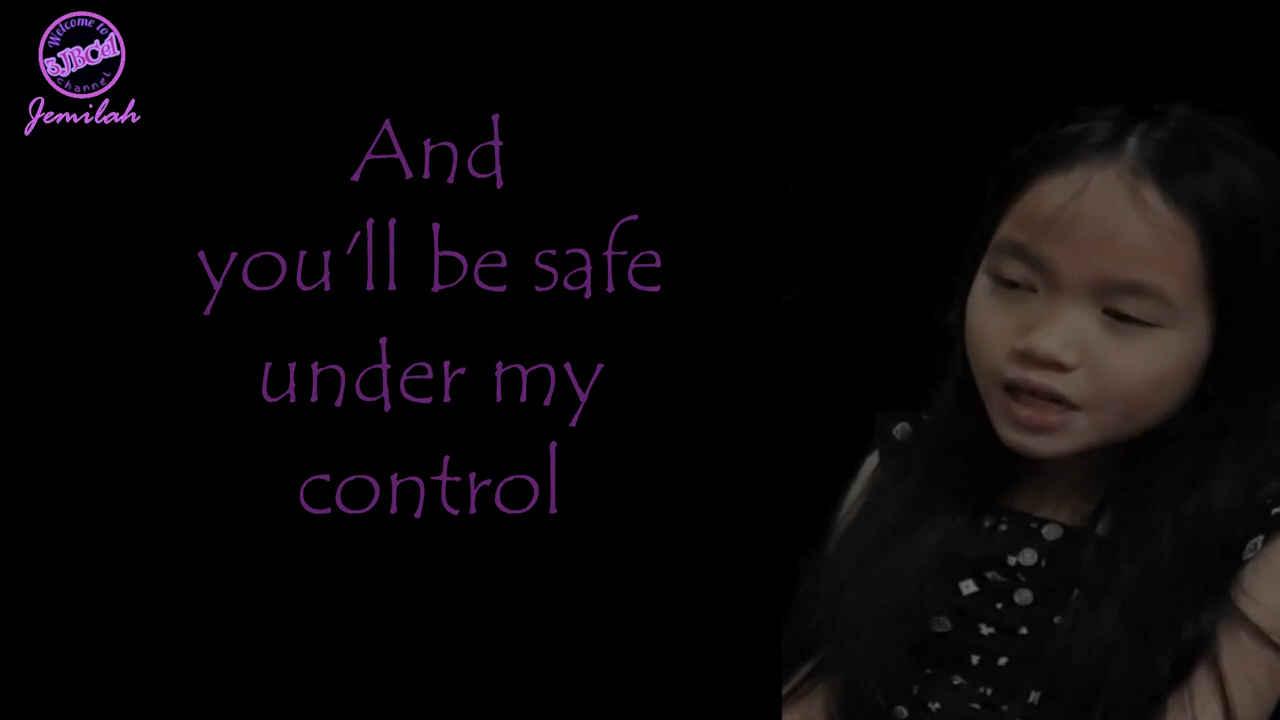 Welcome to
3JBCel
channel
Jemilah
And
you'll be safe
under my
control